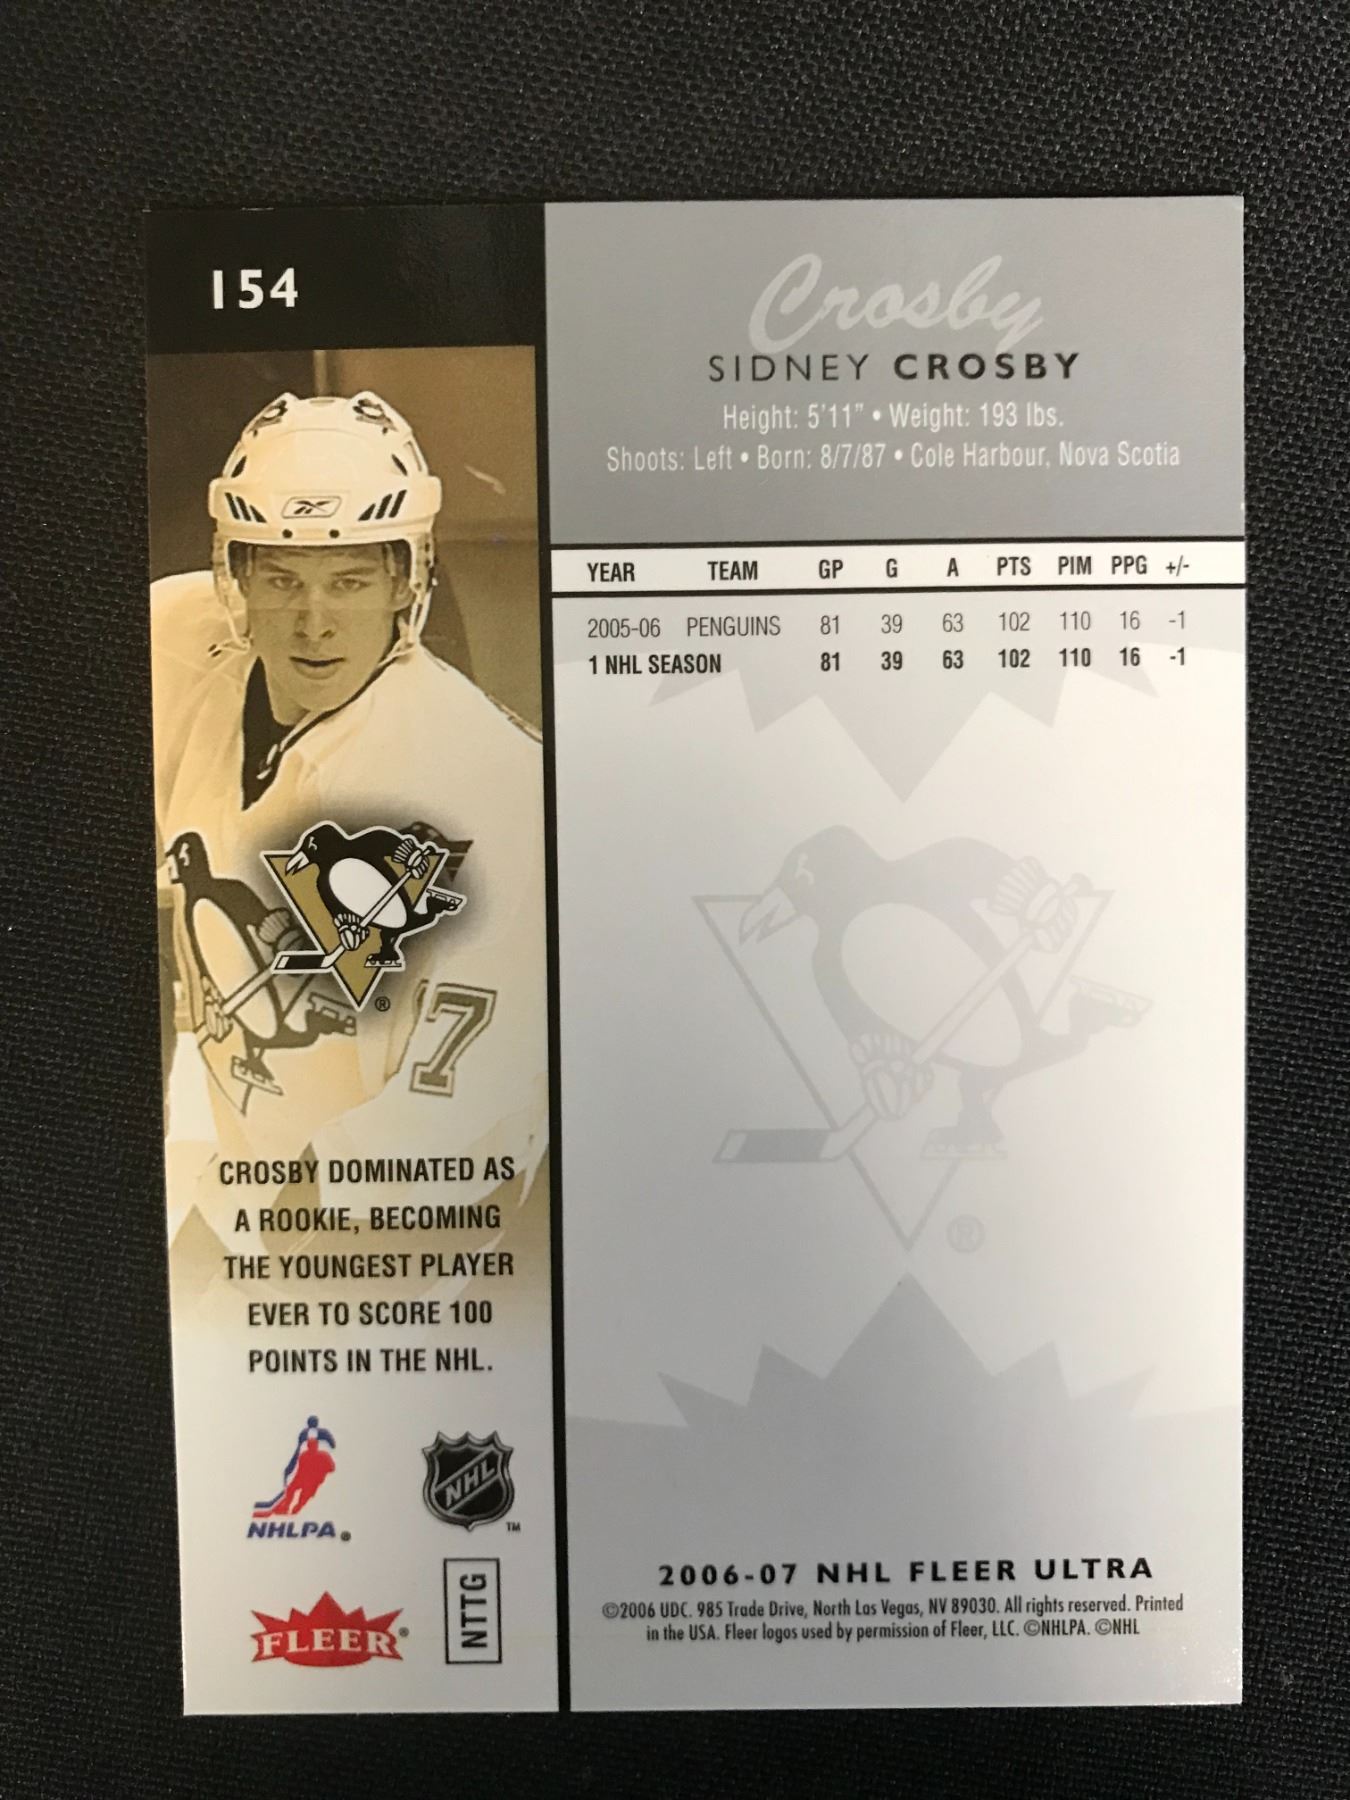 154
Crosby
SIDNEY CROSBY
Height: 5'11" • Weight: 193 lbs.
Shoots: Left • Born: 8/7/87 • Cole Harbour, Nova Scotia
YEAR TEAM GP G A PTS PIM PPG +/-
2005-06 PENGUINS 81 39 63 102 110 16 -1
1 NHL SEASON 81 39 63 102 110 16 -1
7
®
®
CROSBY DOMINATED AS
A ROOKIE, BECOMING
THE YOUNGEST PLAYER
EVER TO SCORE 100
POINTS IN THE NHL.
NHLPA®
NHL TM
FLEER®
NTTG
2006-07 NHL FLEER ULTRA
©2006 UDC. 985 Trade Drive, North Las Vegas, NV 89030. All rights reserved. Printed
in the USA. Fleer logos used by permission of Fleer, LLC. ©NHLPA. ©NHL